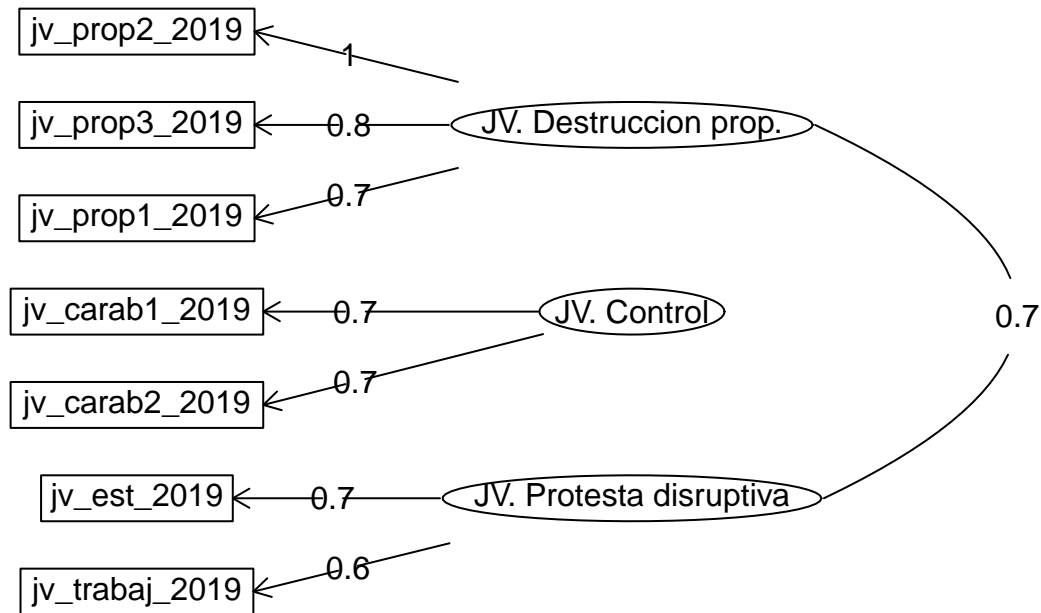 jv_prop2_2019
1
jv_prop3_2019
0.8
JV. Destruccion prop.
jv_prop1_2019
0.7
jv_carab1_2019
0.7
JV. Control
0.7
jv_carab2_2019
0.7
jv_est_2019
0.7
JV. Protesta disruptiva
jv_trabaj_2019
0.6